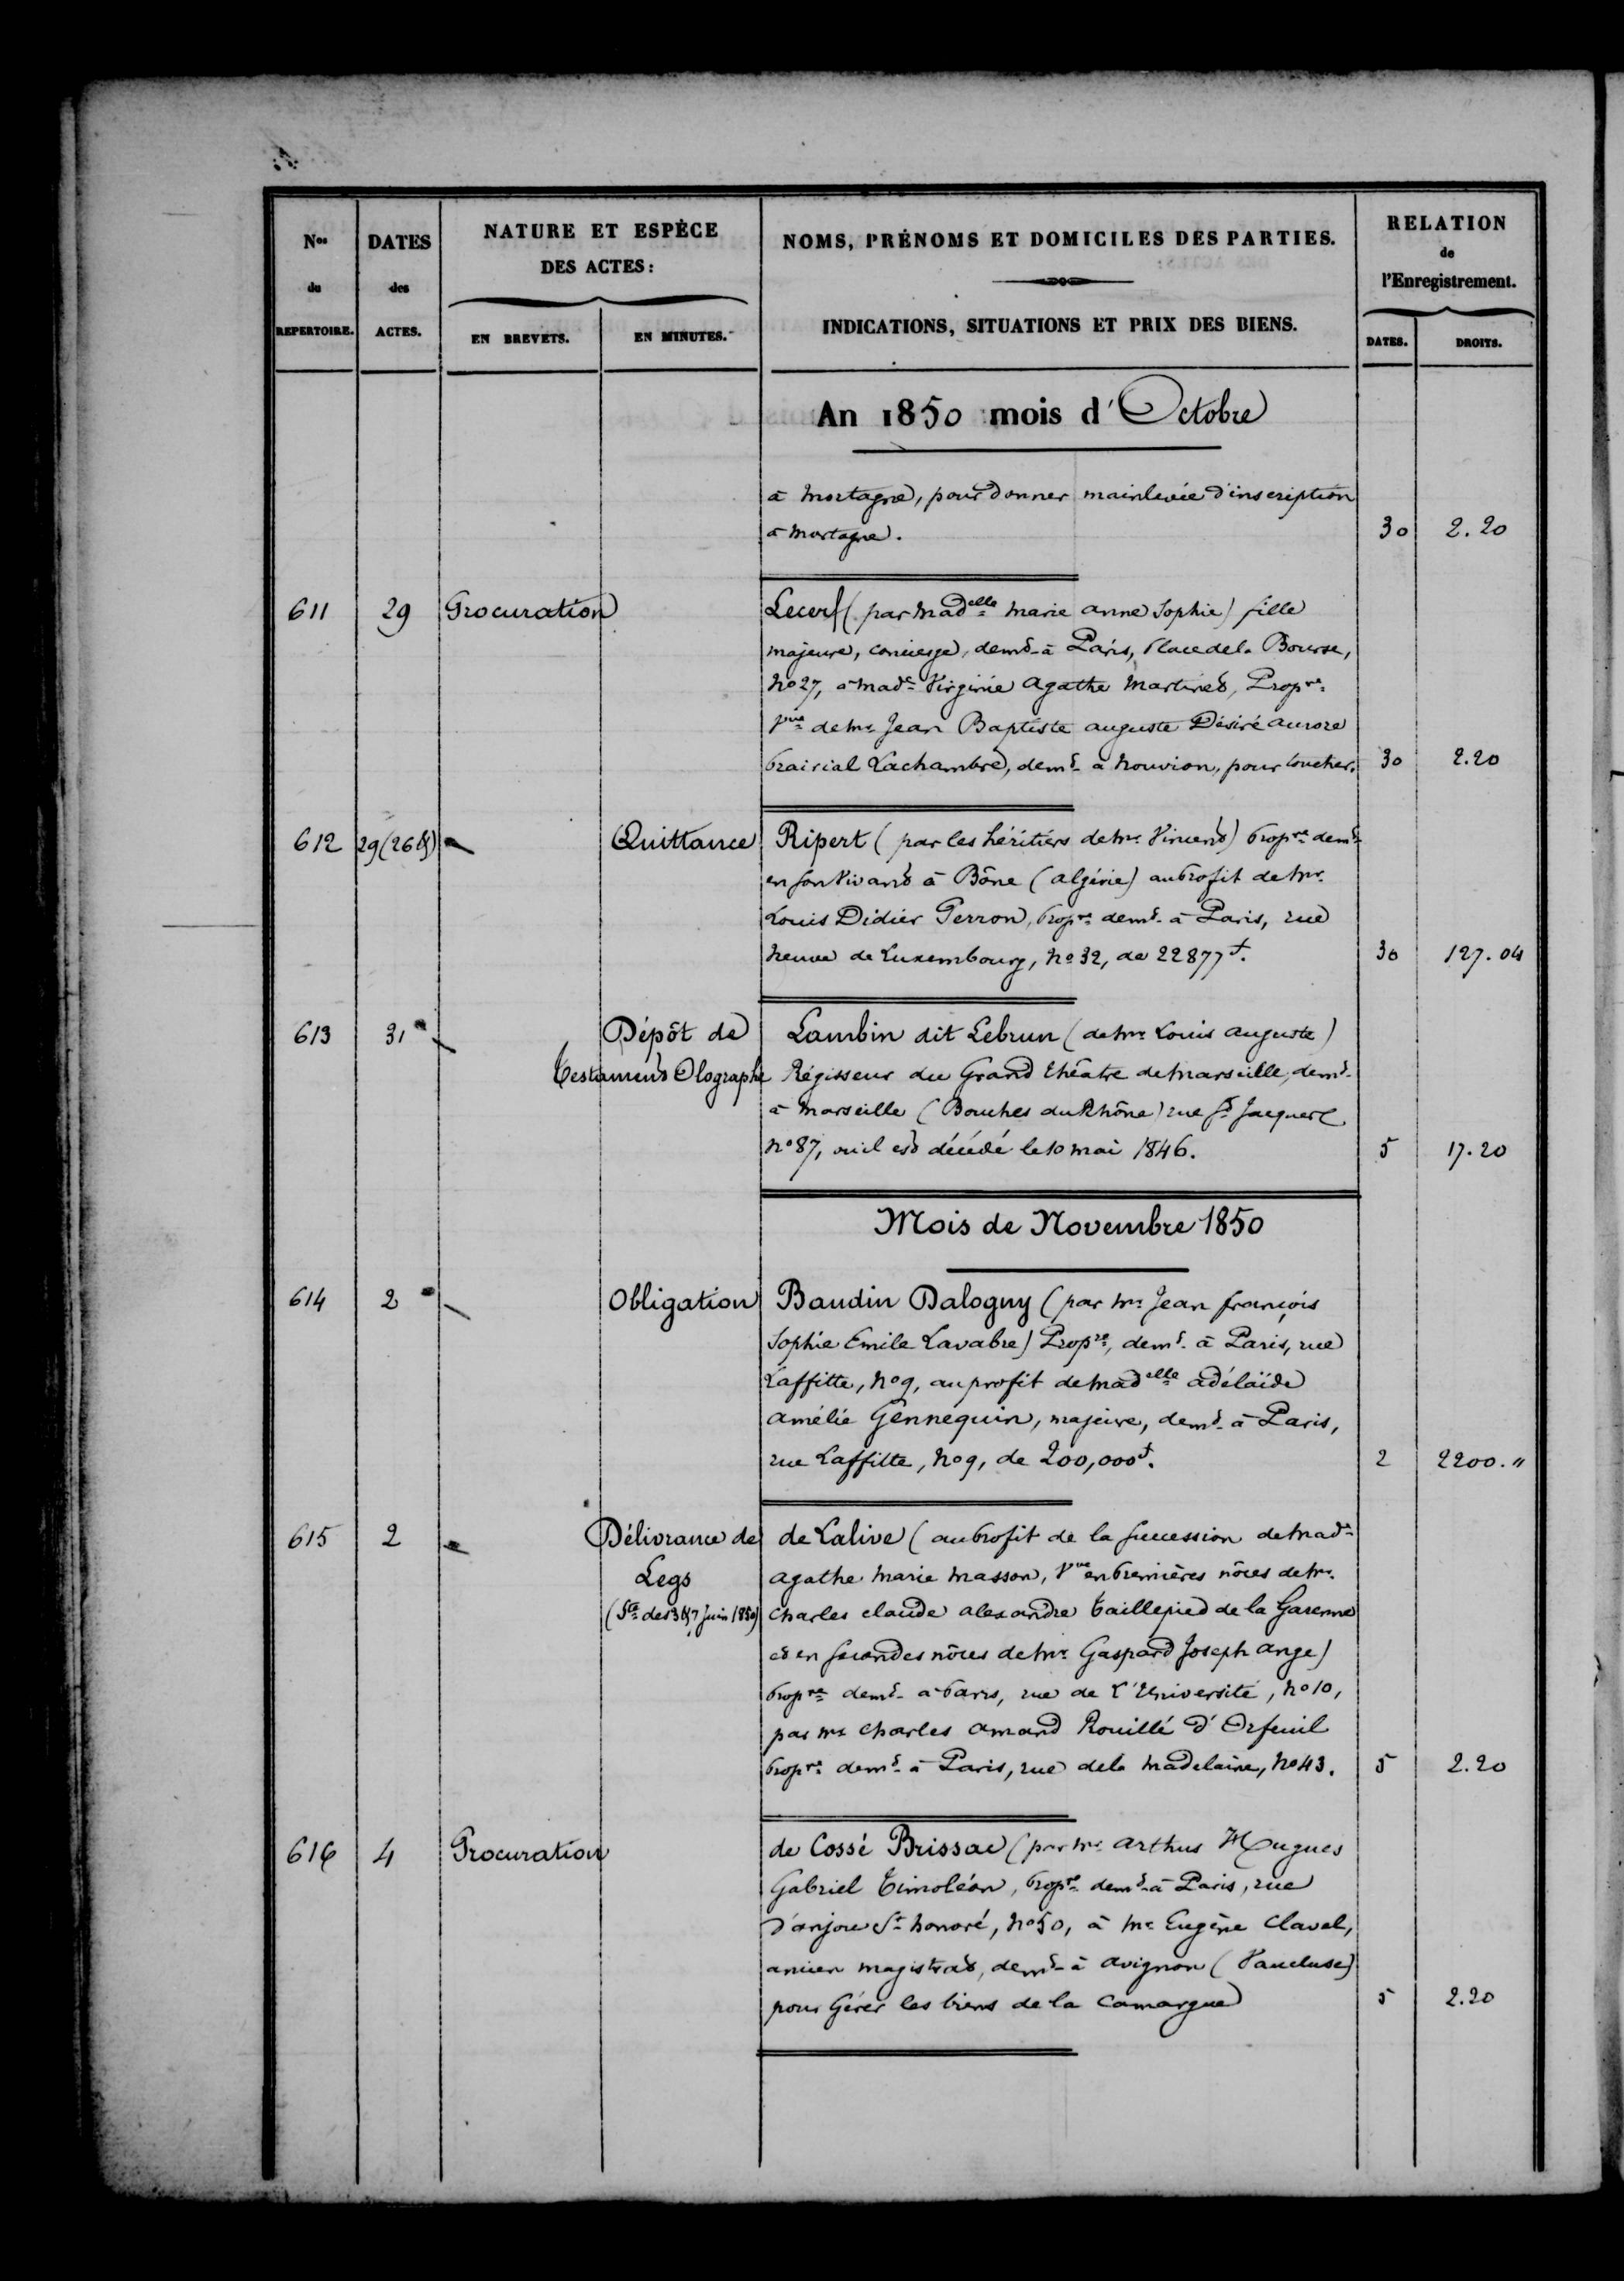 Nos du REPERTOIRE.
DATES des ACTES.
NATURE ET ESPÈCE DES ACTES:
EN BREVETS.
EN MINUTES.
NOMS, PRÉNOMS ET DOMICILES DES PARTIES.
INDICATIONS, SITUATIONS ET PRIX DES BIENS.
RELATION de l'Enregistrement.
DATES.
DROITS.
An 1850 mois d'Octobre
à Mortagne, pour donner mainlevée d'inscription
à Mortagne. 30 2.20
611 29 Procuration Lecerf (par Madelle Marie Anne Sophie) fille
majeure, concierge, demt à Paris, Place de la Bourse,
No 27, à Made Virginie Agathe Martinet, Propre
de Mr Jean Baptiste Auguste Désiré Aurore
Prairial Lachambre, demt à Nouvion, pour toucher. 30 2.20
612 29 (26 &) Quittance Ripert (par les héritiers de Mr Vincent) Propre demt
en son vivant à Bône (Algérie) au profit de Mr
Louis Didier Perron, Propre demt à Paris, rue
Neuve de Luxembourg, No 32, de 22877f. 30 127.04
613 31 Dépôt de Lambin dit Lebrun (de Mr Louis Auguste)
Testament Olographe Régisseur du Grand théâtre de Marseille, demt
à Marseille (Bouches du Rhône) rue St Jacques
No 87, où il est décédé le 10 mai 1846. 5 17.20
Mois de Novembre 1850
614 2 Obligation Baudin Dalogny (par Mr Jean François
Sophie Emile Lavabre) Propre, demt à Paris, rue
Laffitte, No 9, au profit de Madelle Adélaïde
Amélie Gennequin, majeure, demt à Paris,
rue Laffitte, No 9, de 200,000f. 2 2200."
615 2 Délivrance de de Lalive (au profit de la succession de Made
Legs Agathe Marie Masson, Vve en premières nôces de Mr
(Ste des 3 & 7 Juin 1850) Charles Claude Alexandre Taillepied de la Garenne
et en secondes nôces de Mr Gaspard Joseph Ange)
Propre demt à Paris, rue de l'Université, No 10,
par Mr Charles Amand Rouillé d'Orfeuil
Propre demt à Paris, rue de la Madelaine, No 43. 5 2.20
616 4 Procuration de Cossé Brissac (par Mr Arthus Hugues
Gabriel Timoléon, Propre demt à Paris, rue
d'Anjou St honoré, No 50, à Mr Eugène Clavel,
ancien magistrat, demt à Avignon (Vaucluse)
pour Gérer les biens de la Camargue 5 2.20